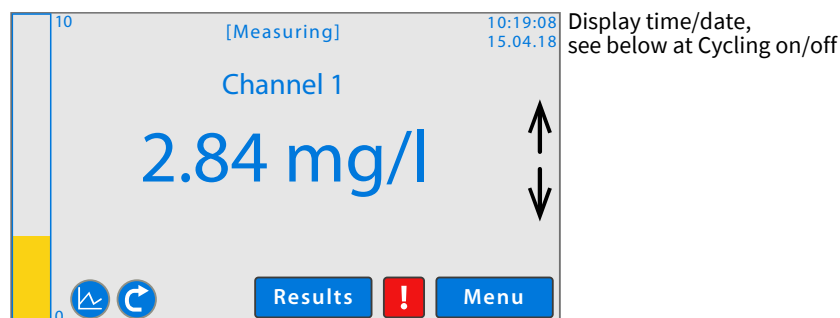 10
[Measuring]
10:19:08
15.04.18
Display time/date,
see below at Cycling on/off
Channel 1
2.84 mg/l
0
Results
!
Menu